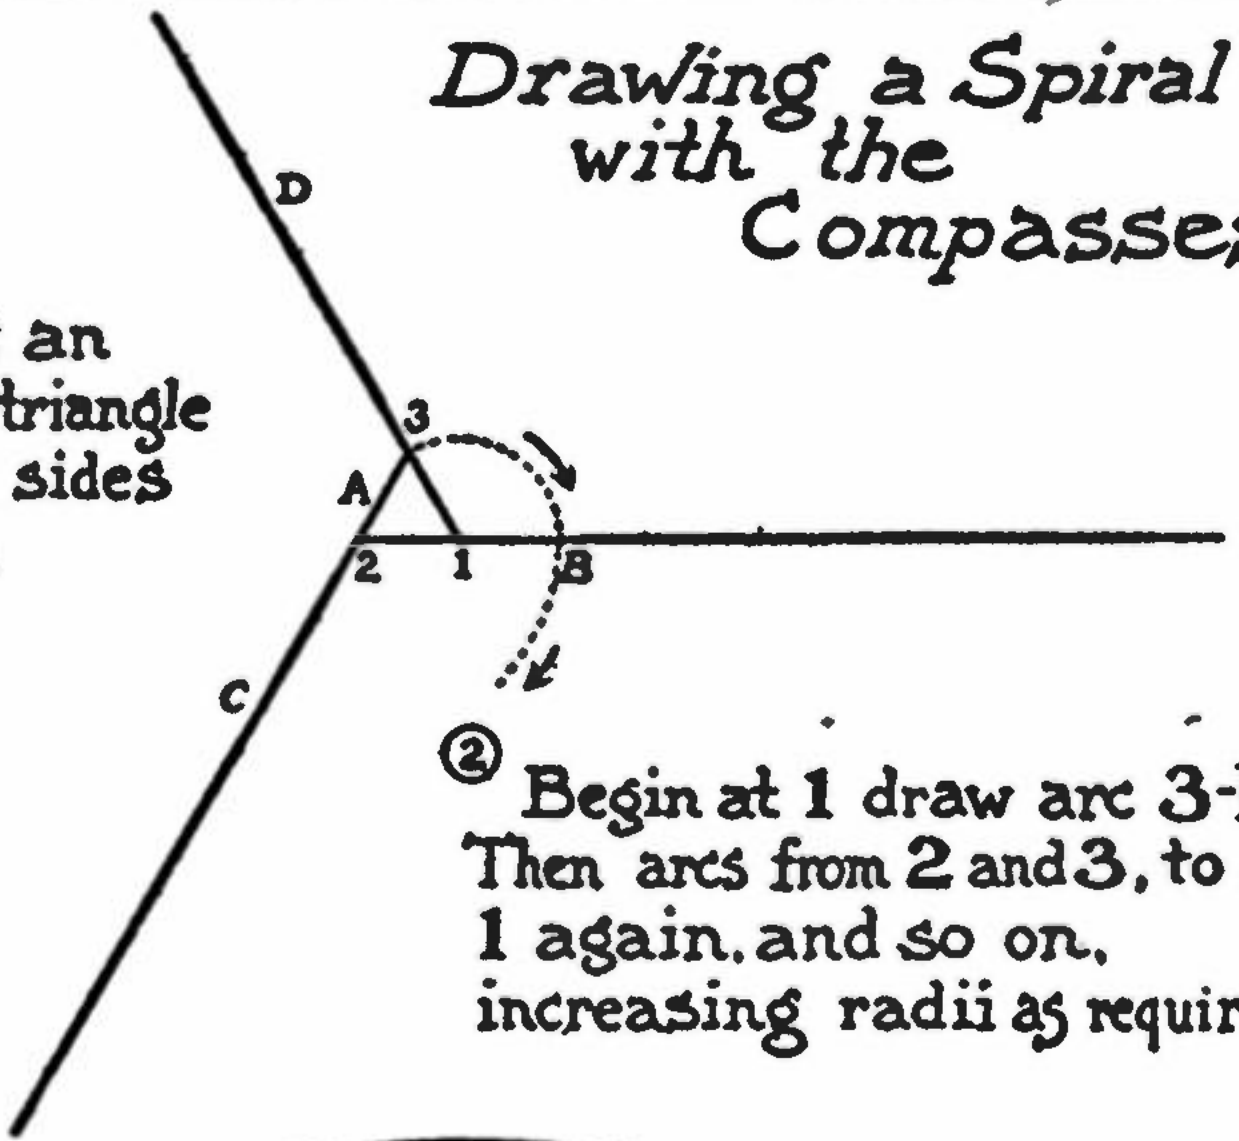 Drawing a Spiral
with the
Compasses
an
triangle
sides
D
3
A
2
1
B
C
②
Begin at 1 draw arc 3-
Then arcs from 2 and 3, to
1 again. and so on,
increasing radii as requir